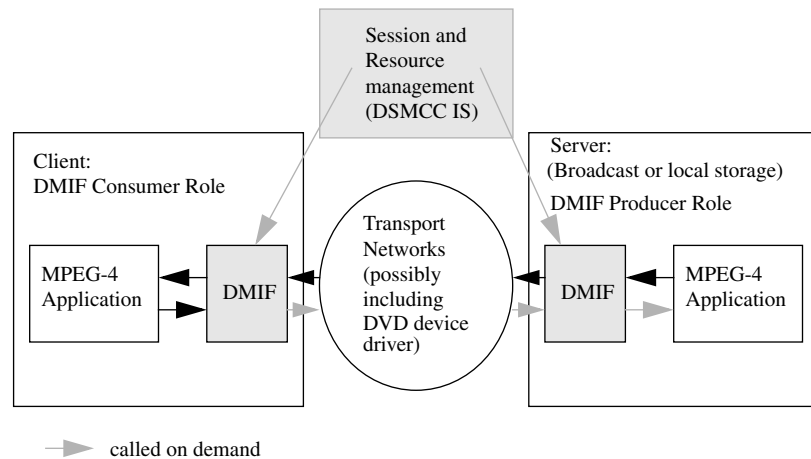 Session and
Resource
management
(DSMCC IS)
Client:
DMIF Consumer Role
Server:
(Broadcast or local storage)
DMIF Producer Role
MPEG-4
Application
DMIF
Transport
Networks
(possibly
including
DVD device
driver)
DMIF
MPEG-4
Application
called on demand